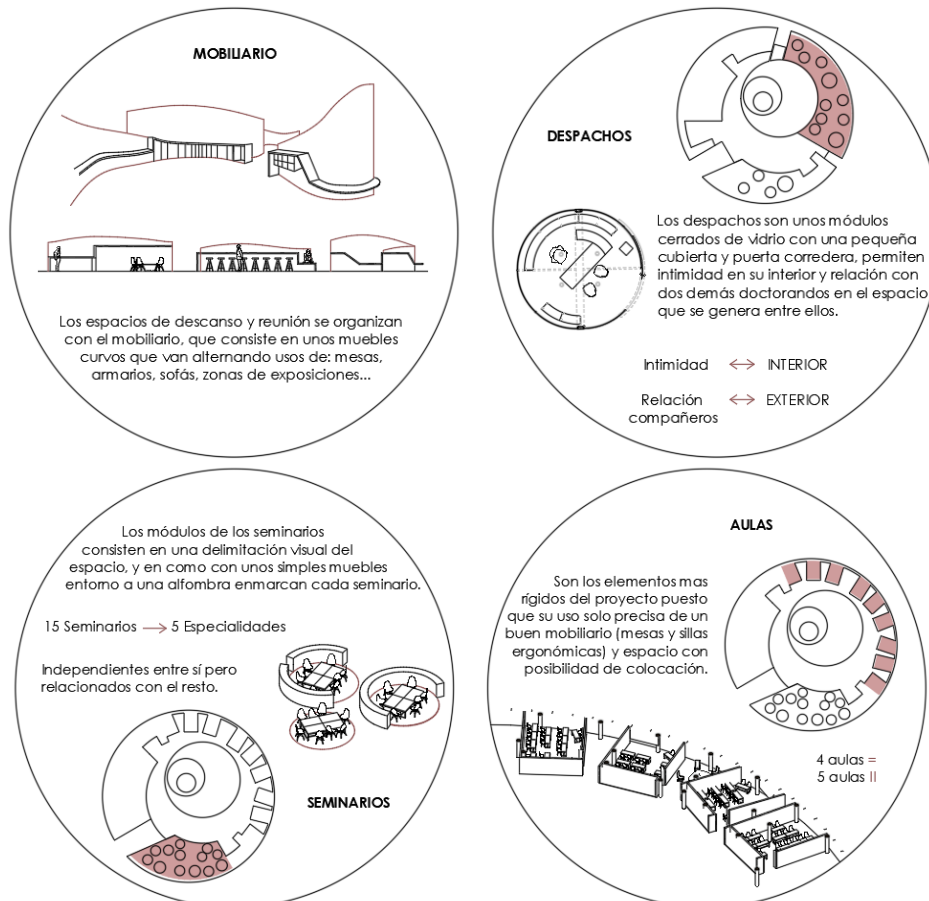 MOBILIARIO
Los espacios de descanso y reunión se organizan
con el mobiliario, que consiste en unos muebles
curvos que van alternando usos de: mesas,
armarios, sofás, zonas de exposiciones...
DESPACHOS
Los despachos son unos módulos
cerrados de vidrio con una pequeña
cubierta y puerta corredera, permiten
intimidad en su interior y relación con
dos demás doctorandos en el espacio
que se genera entre ellos.
Intimidad ↔ INTERIOR
Relación ↔ EXTERIOR
compañeros
Los módulos de los seminarios
consisten en una delimitación visual del
espacio, y en como con unos simples muebles
entorno a una alfombra enmarcan cada seminario.
15 Seminarios → 5 Especialidades
Independientes entre sí pero
relacionados con el resto.
SEMINARIOS
AULAS
Son los elementos mas
rígidos del proyecto puesto
que su uso solo precisa de un
buen mobiliario (mesas y sillas
ergonómicas) y espacio con
posibilidad de colocación.
4 aulas =
5 aulas II